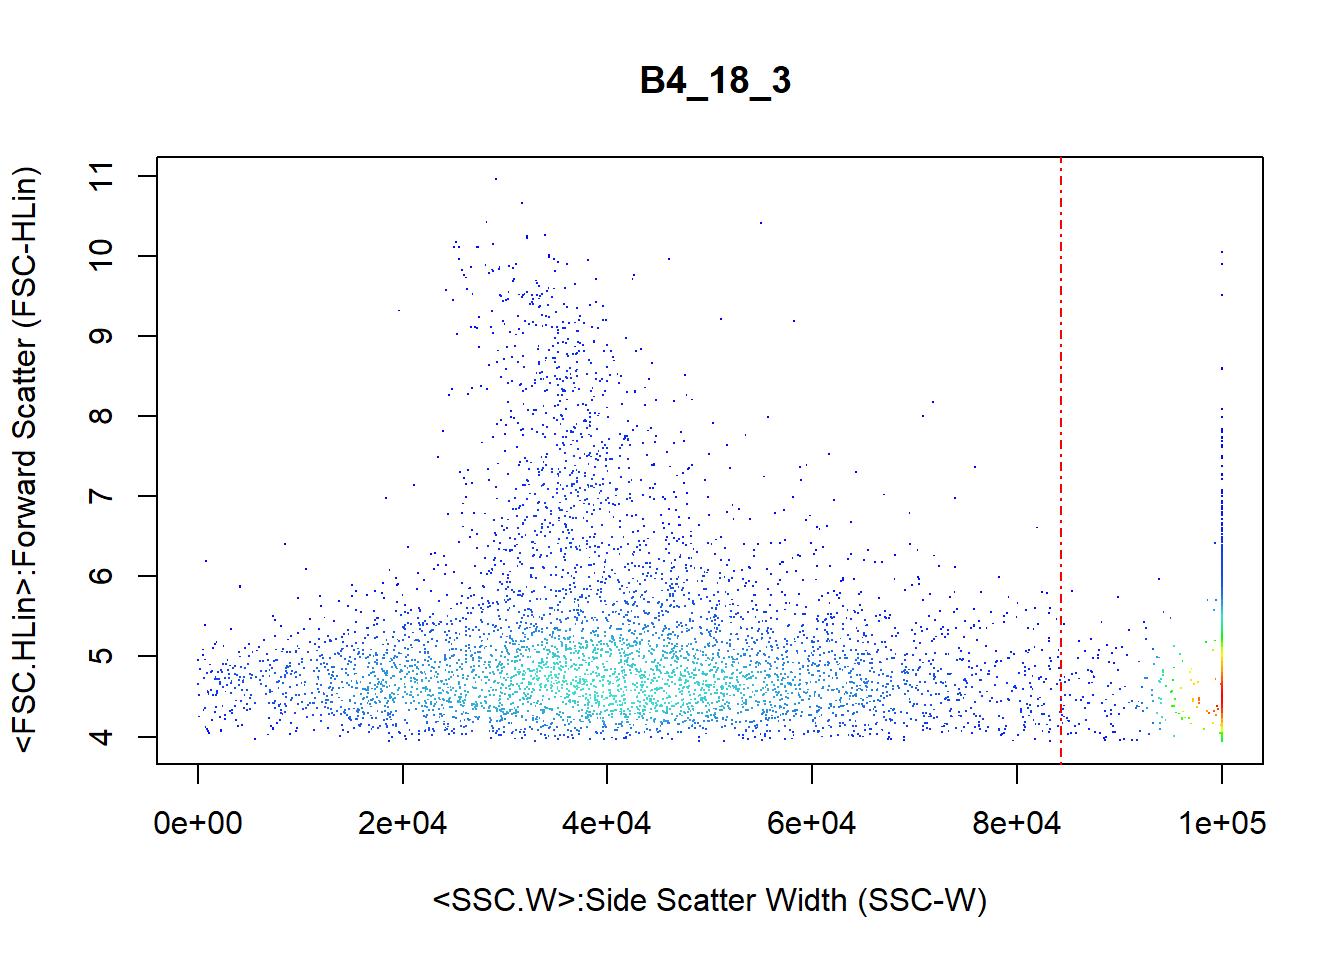 B4_18_3
<FSC.HLin>:Forward Scatter (FSC-HLin)
11
10
9
8
7
6
5
4
0e+00 2e+04 4e+04 6e+04 8e+04 1e+05
<SSC.W>:Side Scatter Width (SSC-W)